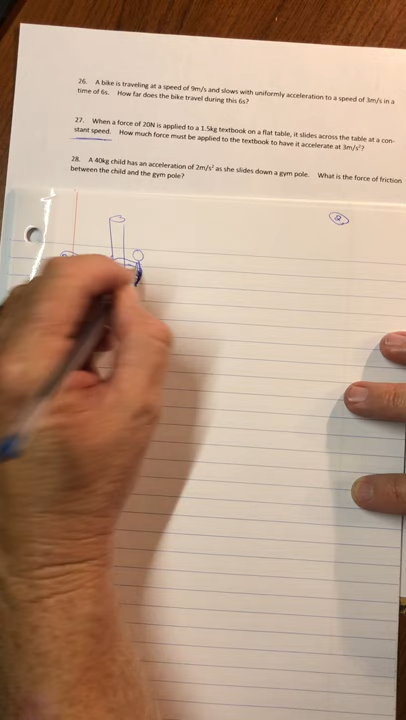 26. A bike is traveling at a speed of 9m/s and slows with uniformly acceleration to a speed of 3m/s in a
time of 6s. How far does the bike travel during this 6s?
27. When a force of 20N is applied to a 1.5kg textbook on a flat table, it slides across the table at a con-
stant speed. How much force must be applied to the textbook to have it accelerate at 3m/s²?
28. A 40kg child has an acceleration of 2m/s² as she slides down a gym pole. What is the force of friction
between the child and the gym pole?